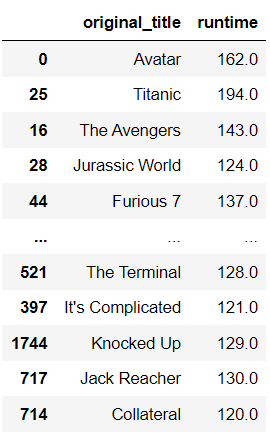 original_title runtime
0 Avatar 162.0
25 Titanic 194.0
16 The Avengers 143.0
28 Jurassic World 124.0
44 Furious 7 137.0
... ... ...
521 The Terminal 128.0
397 It's Complicated 121.0
1744 Knocked Up 129.0
717 Jack Reacher 130.0
714 Collateral 120.0